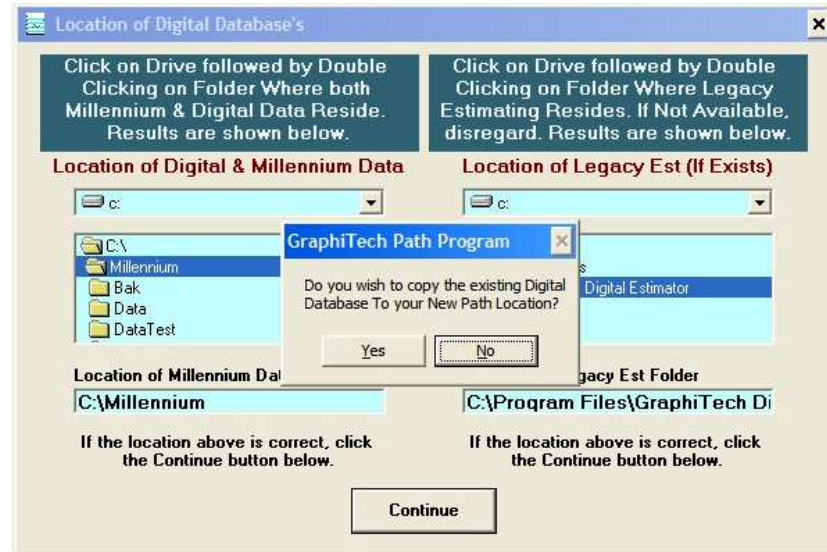 Location of Digital Database's
Click on Drive followed by Double
Clicking on Folder Where both
Millennium & Digital Data Reside.
Results are shown below.
Click on Drive followed by Double
Clicking on Folder Where Legacy
Estimating Resides. If Not Available,
disregard. Results are shown below.
Location of Digital & Millennium Data
Location of Legacy Est (If Exists)
c:
c:
C:\
Millennium
Bak
Data
DataTest
s
Digital Estimator
GraphiTech Path Program
Do you wish to copy the existing Digital
Database To your New Path Location?
Yes
No
Location of Millennium Da
gacy Est Folder
C:\Millennium
C:\Program Files\GraphiTech Di
If the location above is correct, click
the Continue button below.
If the location above is correct, click
the Continue button below.
Continue